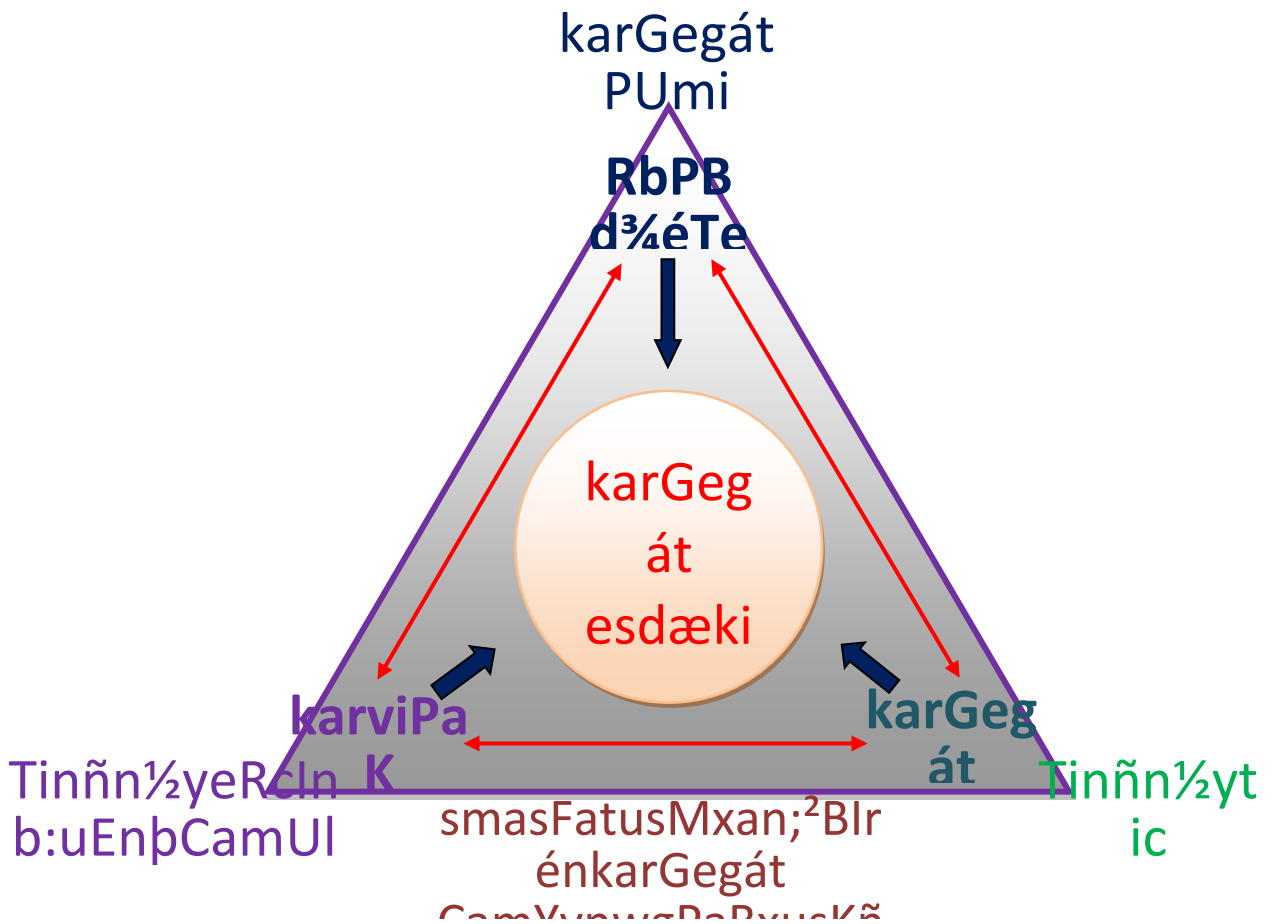 karGegát
PUmi
RbPB
d¾éTe
karGeg
át
esdæki
karviPa
K
karGeg
át
Tinñn½yeRcIn
b:uEnþCamUl
Tinñn½yt
ic
smasFatusMxan;²BIr
énkarGegát